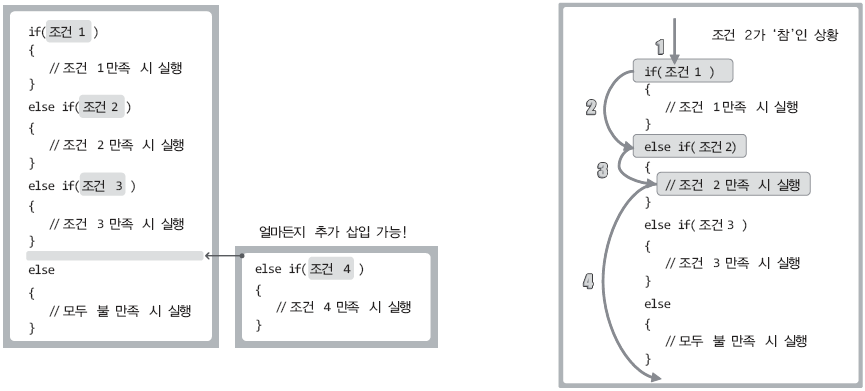 if(조건 1 )
{
// 조건 1만족 시 실행
}
else if(조건 2 )
{
// 조건 2 만족 시 실행
}
else if(조건 3 )
{
// 조건 3 만족 시 실행
}
else
{
// 모두 불 만족 시 실행
}
얼마든지 추가 삽입 가능!
else if(조건 4 )
{
// 조건 4 만족 시 실행
}
조건 2가 '참'인 상황
1
if(조건 1 )
{
// 조건 1만족 시 실행
}
2
else if( 조건 2)
3
{
// 조건 2 만족 시 실행
}
else if( 조건 3 )
{
// 조건 3 만족 시 실행
}
4
else
{
// 모두 불 만족 시 실행
}